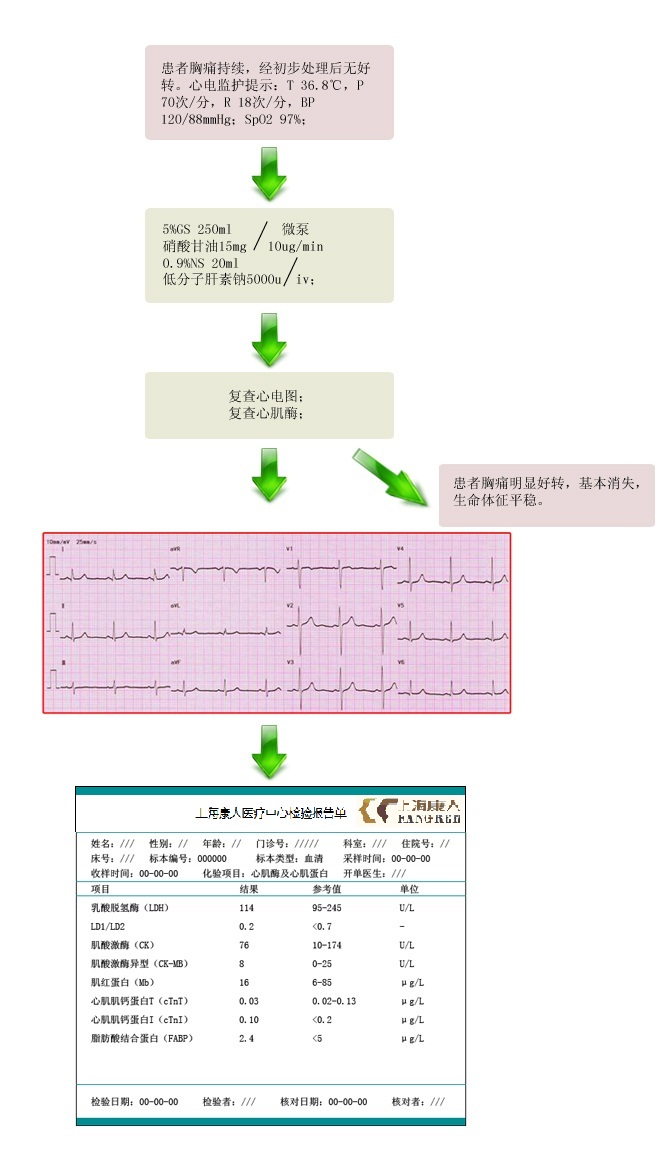 患者胸痛持续，经初步处理后无好
转。心电监护提示：T 36.8℃，P
70次/分，R 18次/分，BP
120/88mmHg；SpO2 97%；
5%GS 250ml / 微泵
硝酸甘油15mg 10ug/min
0.9%NS 20ml
低分子肝素钠5000u / iv；
复查心电图；
复查心肌酶；
患者胸痛明显好转，基本消失，
生命体征平稳。
10mm/mV 25mm/s
I aVR V1 V4
II aVL V2 V5
III aVF V3 V6
上海康人医疗中心检验报告单 上海康人
KANGREN
姓名：/// 性别：// 年龄：// 门诊号：///// 科室：/// 住院号：//
床号：/// 标本编号：000000 标本类型：血清 采样时间：00-00-00
收样时间：00-00-00 化验项目：心肌酶及心肌蛋白 开单医生：///
项目 结果 参考值 单位
乳酸脱氢酶（LDH） 114 95-245 U/L
LD1/LD2 0.2 <0.7 -
肌酸激酶（CK） 76 10-174 U/L
肌酸激酶异型（CK-MB） 8 0-25 U/L
肌红蛋白（Mb） 16 6-85 μg/L
心肌肌钙蛋白T（cTnT） 0.03 0.02-0.13 μg/L
心肌肌钙蛋白I（cTnI） 0.10 <0.2 μg/L
脂肪酸结合蛋白（FABP） 2.4 <5 μg/L
检验日期：00-00-00 检验者：/// 核对日期：00-00-00 核对者：///